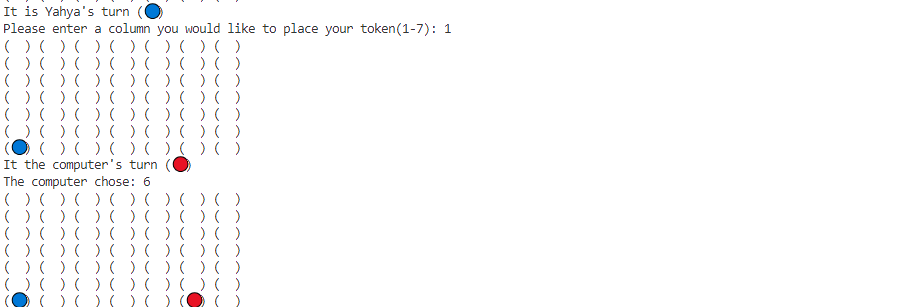 It is Yahya's turn (🔵)
Please enter a column you would like to place your token(1-7): 1
(  ) (  ) (  ) (  ) (  ) (  ) (  )
(  ) (  ) (  ) (  ) (  ) (  ) (  )
(  ) (  ) (  ) (  ) (  ) (  ) (  )
(  ) (  ) (  ) (  ) (  ) (  ) (  )
(  ) (  ) (  ) (  ) (  ) (  ) (  )
(  ) (  ) (  ) (  ) (  ) (  ) (  )
(🔵) (  ) (  ) (  ) (  ) (  ) (  )
It the computer's turn (🔴)
The computer chose: 6
(  ) (  ) (  ) (  ) (  ) (  ) (  )
(  ) (  ) (  ) (  ) (  ) (  ) (  )
(  ) (  ) (  ) (  ) (  ) (  ) (  )
(  ) (  ) (  ) (  ) (  ) (  ) (  )
(  ) (  ) (  ) (  ) (  ) (  ) (  )
(  ) (  ) (  ) (  ) (  ) (  ) (  )
(🔵) (  ) (  ) (  ) (  ) (🔴) (  )